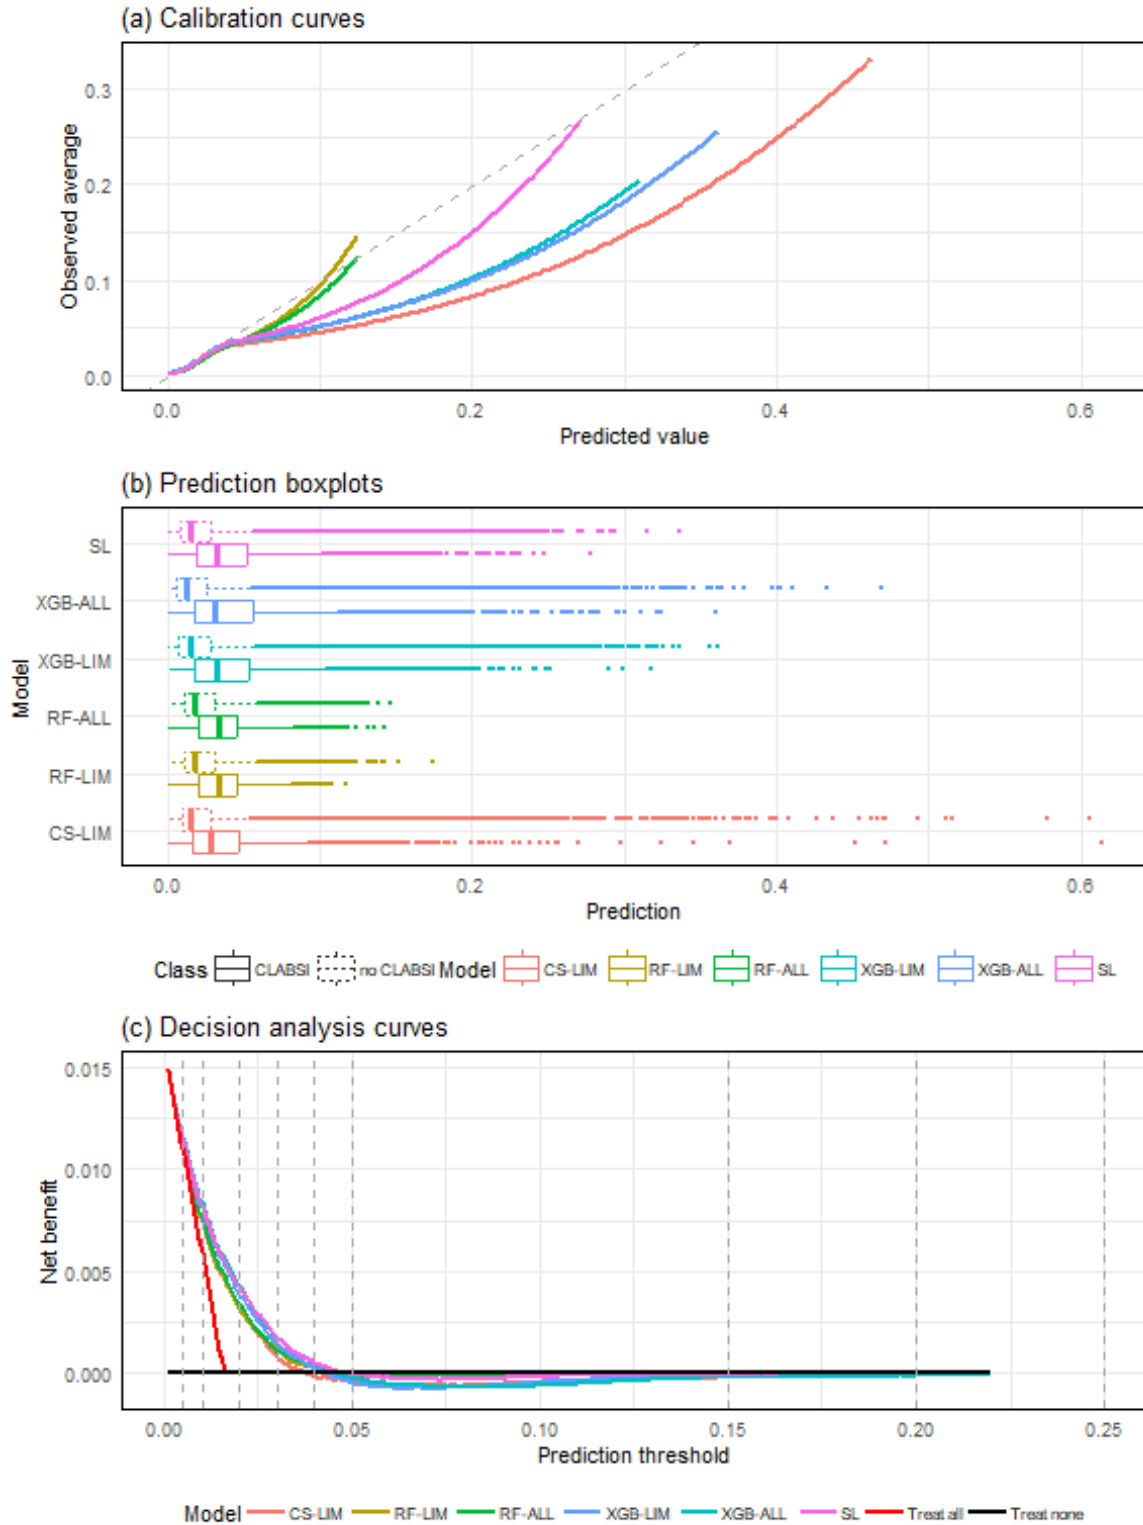 (a) Calibration curves
Observed average
0.3
0.2
0.1
0.0
0.0 0.2 0.4 0.6
Predicted value
(b) Prediction boxplots
Model
SL
XGB-ALL
XGB-LIM
RF-ALL
RF-LIM
CS-LIM
0.0 0.2 0.4 0.6
Prediction
Class CLABSI no CLABSI Model CS-LIM RF-LIM RF-ALL XGB-LIM XGB-ALL SL
(c) Decision analysis curves
Net benefit
0.015
0.010
0.005
0.000
0.00 0.05 0.10 0.15 0.20 0.25
Prediction threshold
Model CS-LIM RF-LIM RF-ALL XGB-LIM XGB-ALL SL Treat all Treat none